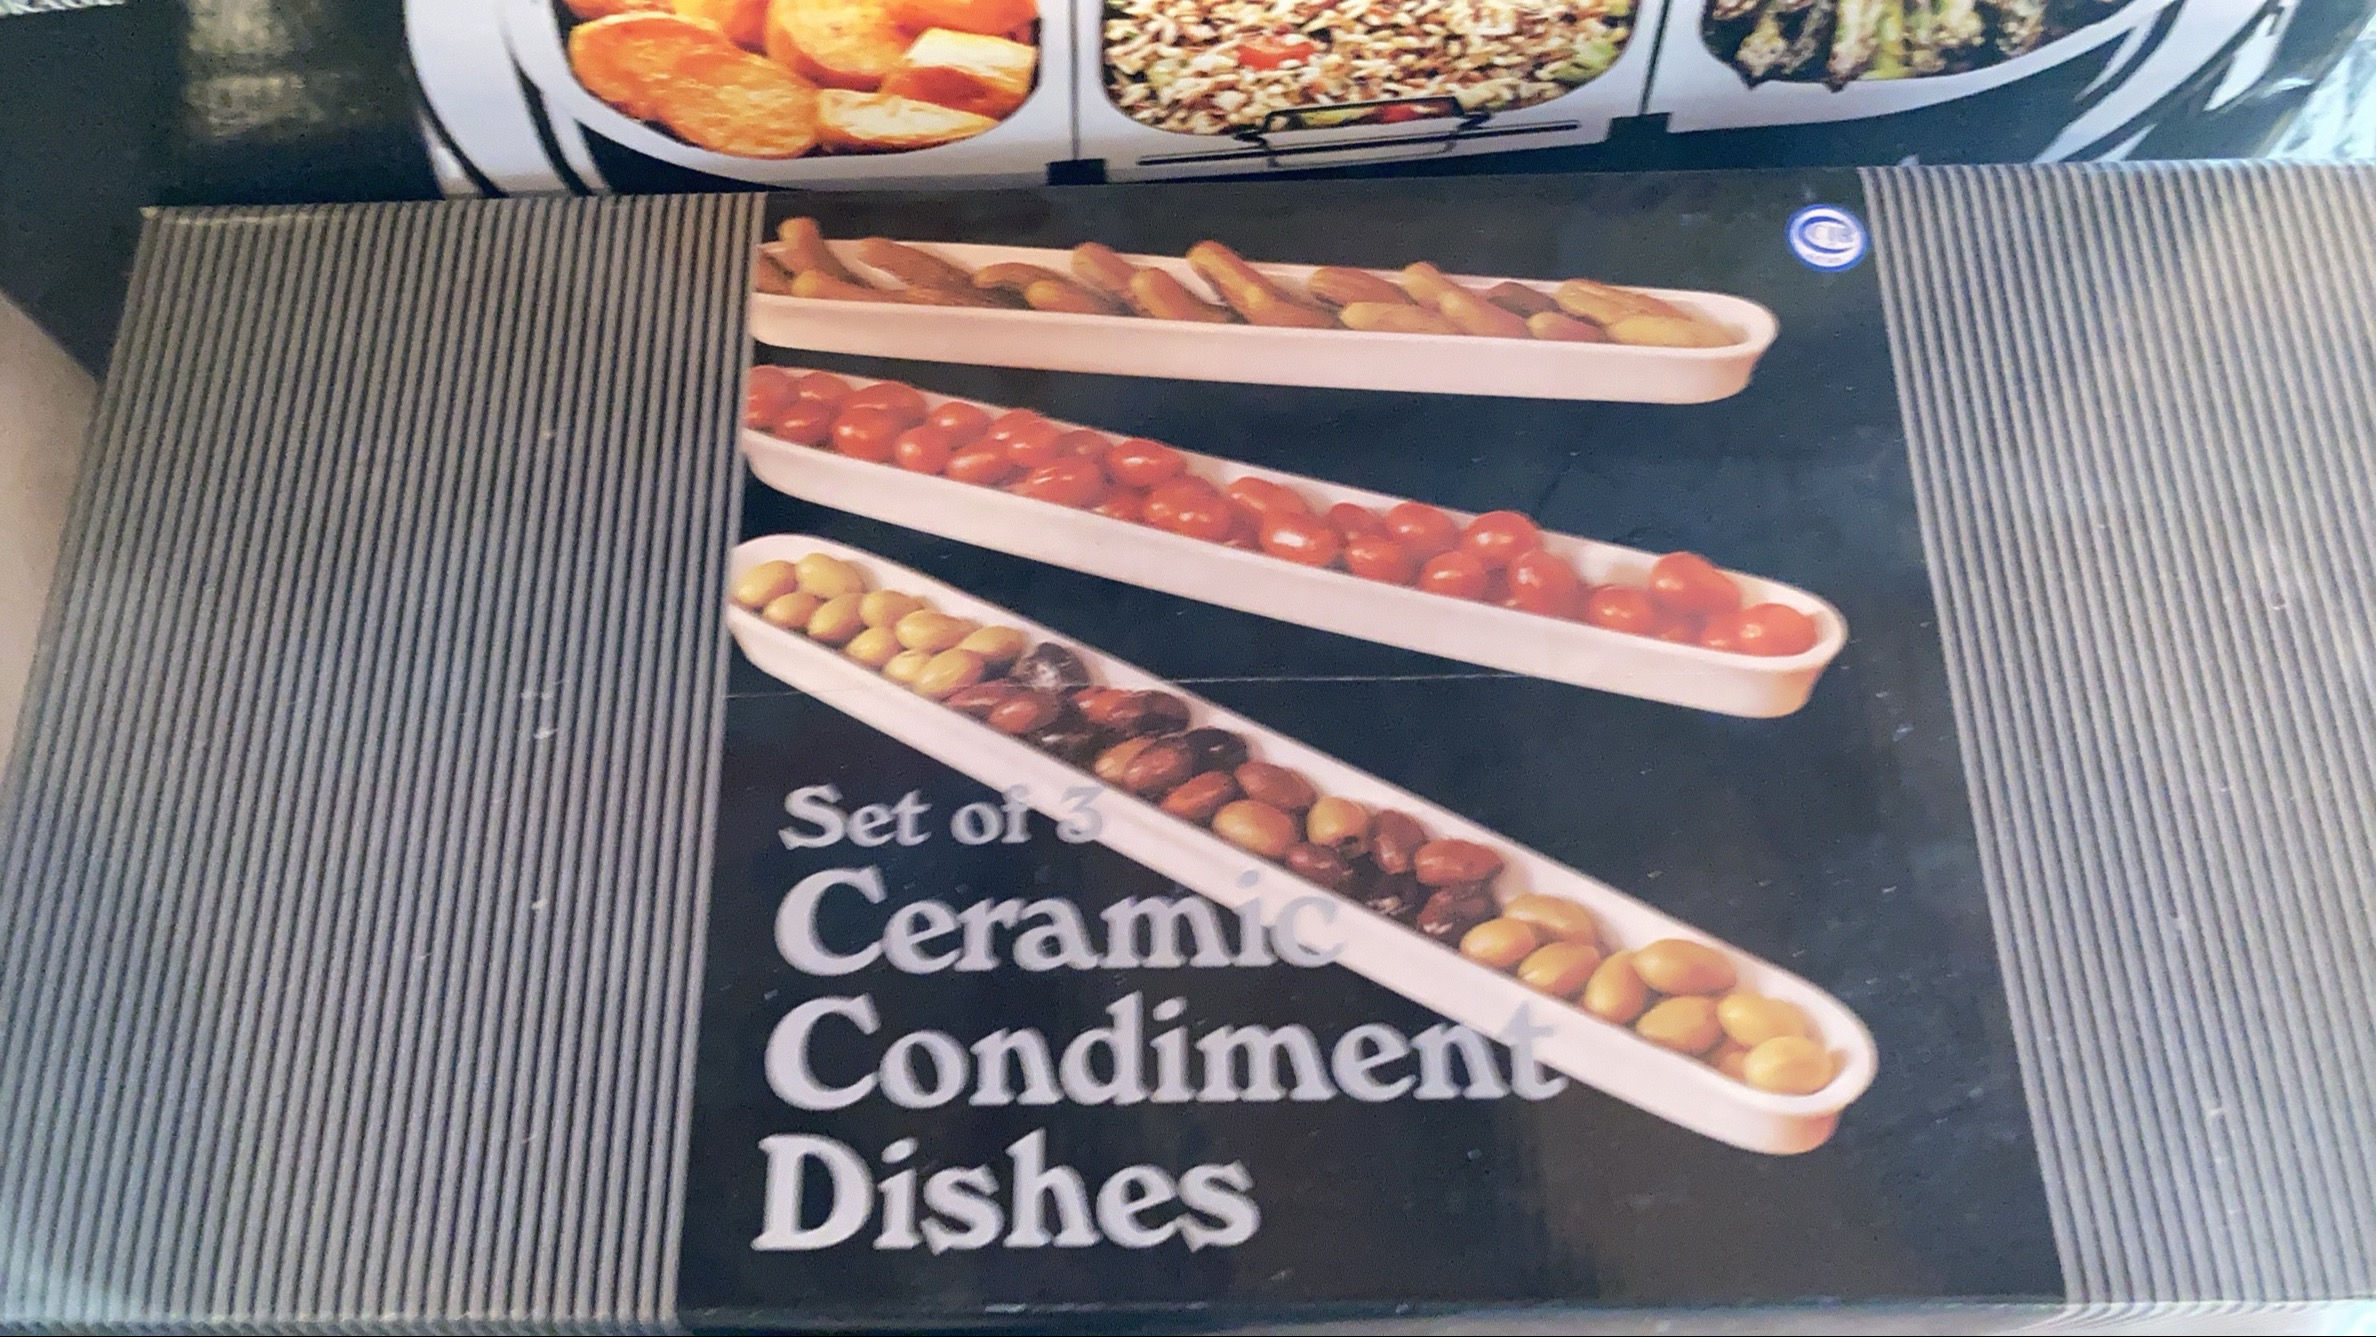 Set of 3
Ceramic
Condiment
Dishes